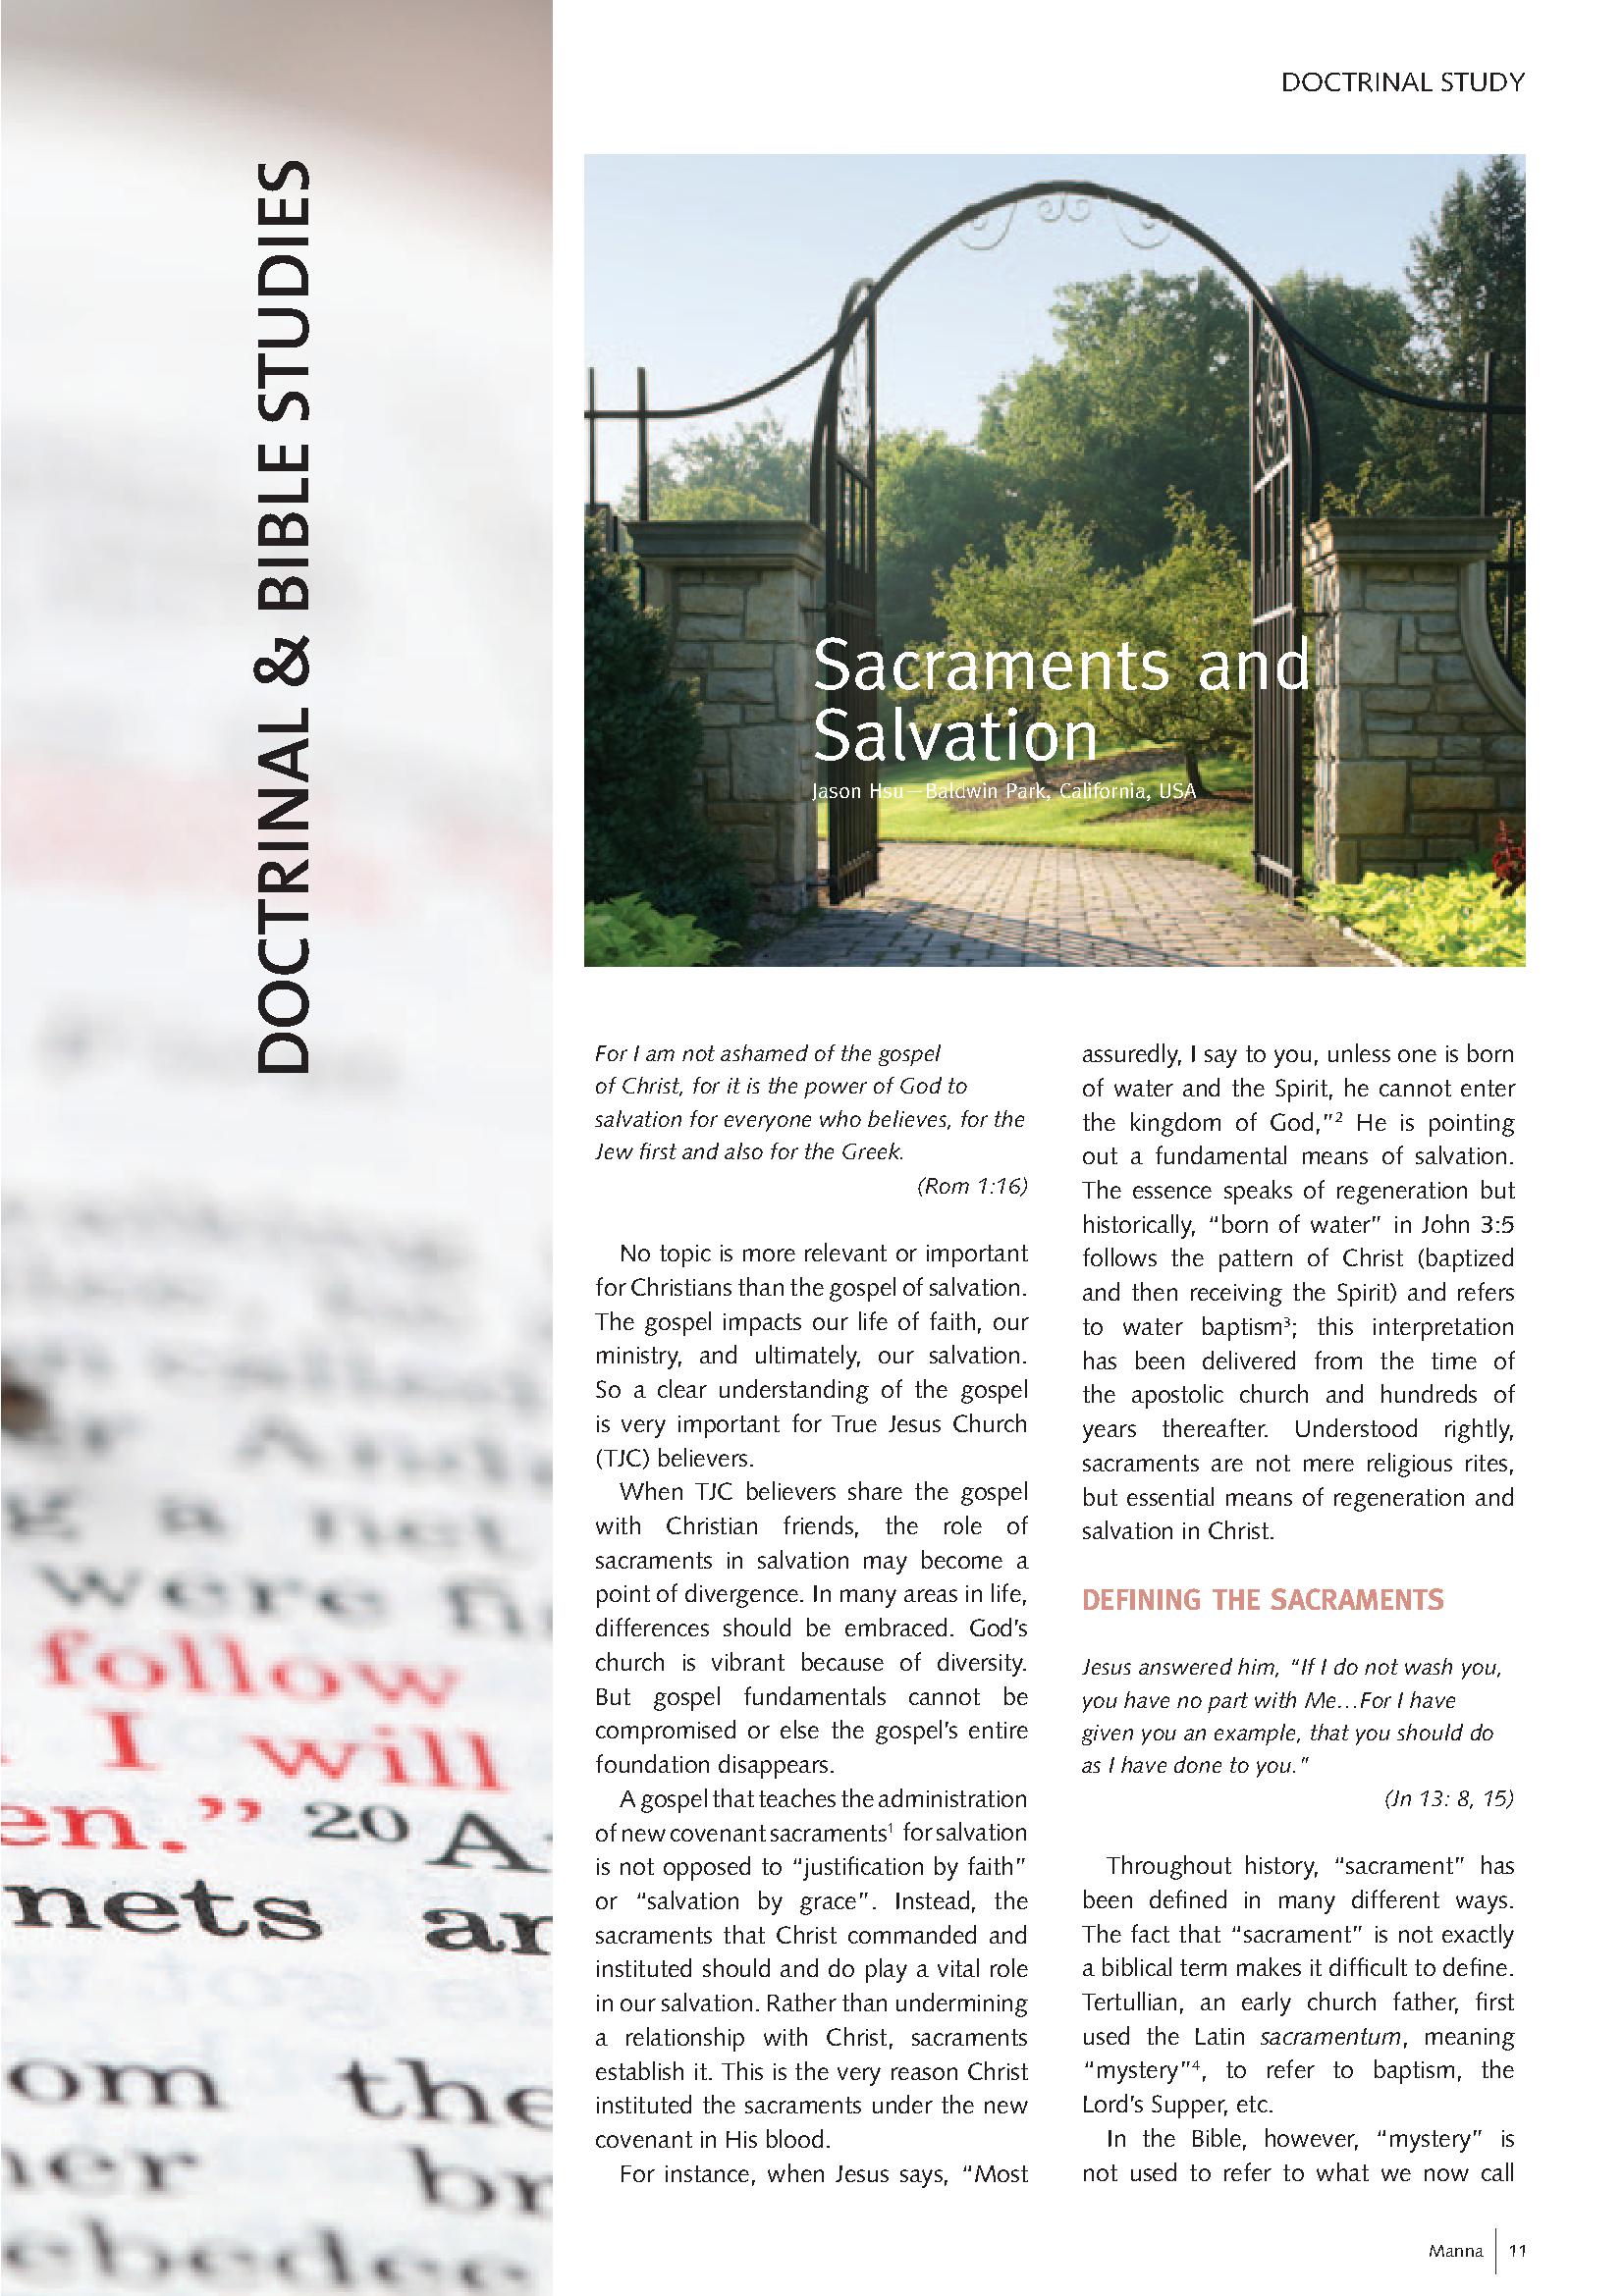 DOCTRINAL STUDY
DOCTRINAL & BIBLE STUDIES
Sacraments and
Salvation
Jason Hsu—Baldwin Park, California, USA
For I am not ashamed of the gospel
of Christ, for it is the power of God to
salvation for everyone who believes, for the
Jew first and also for the Greek.
(Rom 1:16)
No topic is more relevant or important
for Christians than the gospel of salvation.
The gospel impacts our life of faith, our
ministry, and ultimately, our salvation.
So a clear understanding of the gospel
is very important for True Jesus Church
(TJC) believers.
When TJC believers share the gospel
with Christian friends, the role of
sacraments in salvation may become a
point of divergence. In many areas in life,
differences should be embraced. God's
church is vibrant because of diversity.
But gospel fundamentals cannot be
compromised or else the gospel's entire
foundation disappears.
A gospel that teaches the administration
of new covenant sacraments¹ for salvation
is not opposed to "justification by faith"
or "salvation by grace". Instead, the
sacraments that Christ commanded and
instituted should and do play a vital role
in our salvation. Rather than undermining
a relationship with Christ, sacraments
establish it. This is the very reason Christ
instituted the sacraments under the new
covenant in His blood.
For instance, when Jesus says, "Most
assuredly, I say to you, unless one is born
of water and the Spirit, he cannot enter
the kingdom of God,"² He is pointing
out a fundamental means of salvation.
The essence speaks of regeneration but
historically, "born of water" in John 3:5
follows the pattern of Christ (baptized
and then receiving the Spirit) and refers
to water baptism³; this interpretation
has been delivered from the time of
the apostolic church and hundreds of
years thereafter. Understood rightly,
sacraments are not mere religious rites,
but essential means of regeneration and
salvation in Christ.
DEFINING THE SACRAMENTS
Jesus answered him, "If I do not wash you,
you have no part with Me...For I have
given you an example, that you should do
as I have done to you."
(Jn 13: 8, 15)
Throughout history, "sacrament" has
been defined in many different ways.
The fact that "sacrament" is not exactly
a biblical term makes it difficult to define.
Tertullian, an early church father, first
used the Latin sacramentum, meaning
"mystery"⁴, to refer to baptism, the
Lord's Supper, etc.
In the Bible, however, "mystery" is
not used to refer to what we now call
follow
I will
en." 20 A
nets ar
om the
er br
ebedee
Manna | 11